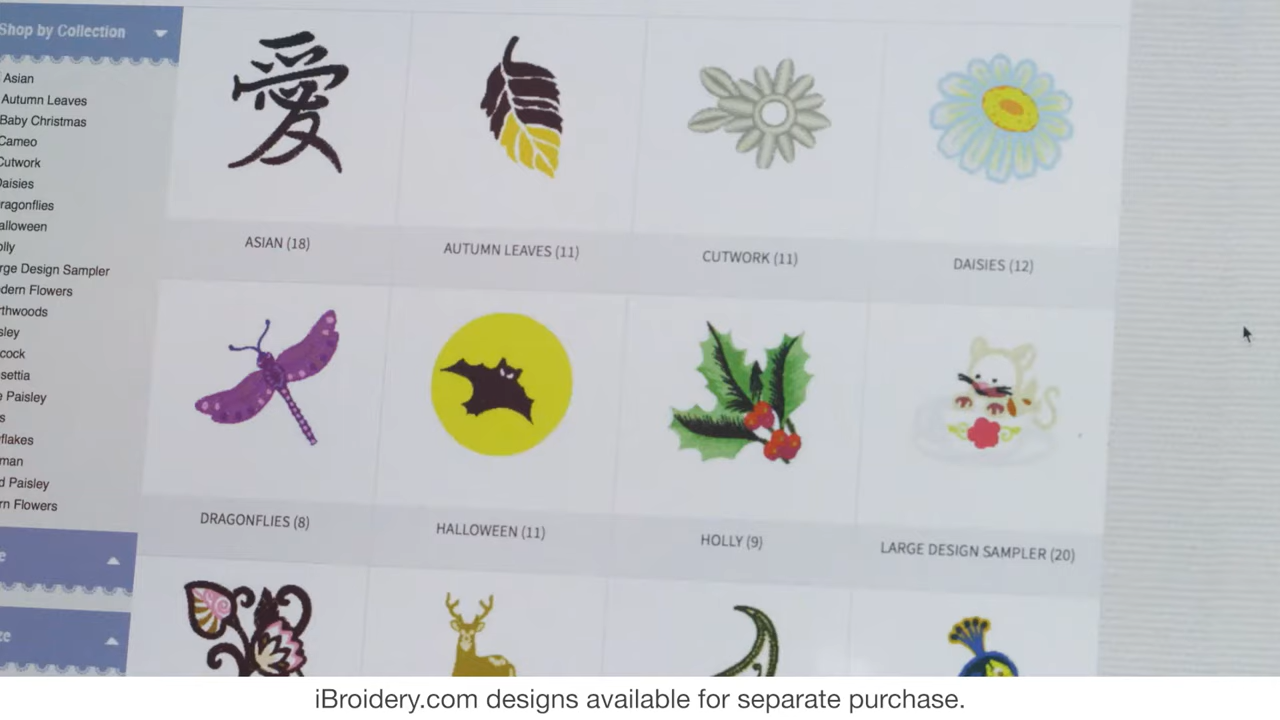 Shop by Collection
Asian
Autumn Leaves
Baby Christmas
Cameo
Cutwork
Daisies
ragonflies
alloween
olly
rge Design Sampler
dern Flowers
rthwoods
sley
cock
settia
e Paisley
s
flakes
man
d Paisley
rn Flowers
愛
ASIAN (18)
AUTUMN LEAVES (11)
CUTWORK (11)
DAISIES (12)
DRAGONFLIES (8)
HALLOWEEN (11)
HOLLY (9)
LARGE DESIGN SAMPLER (20)
iBroidery.com designs available for separate purchase.